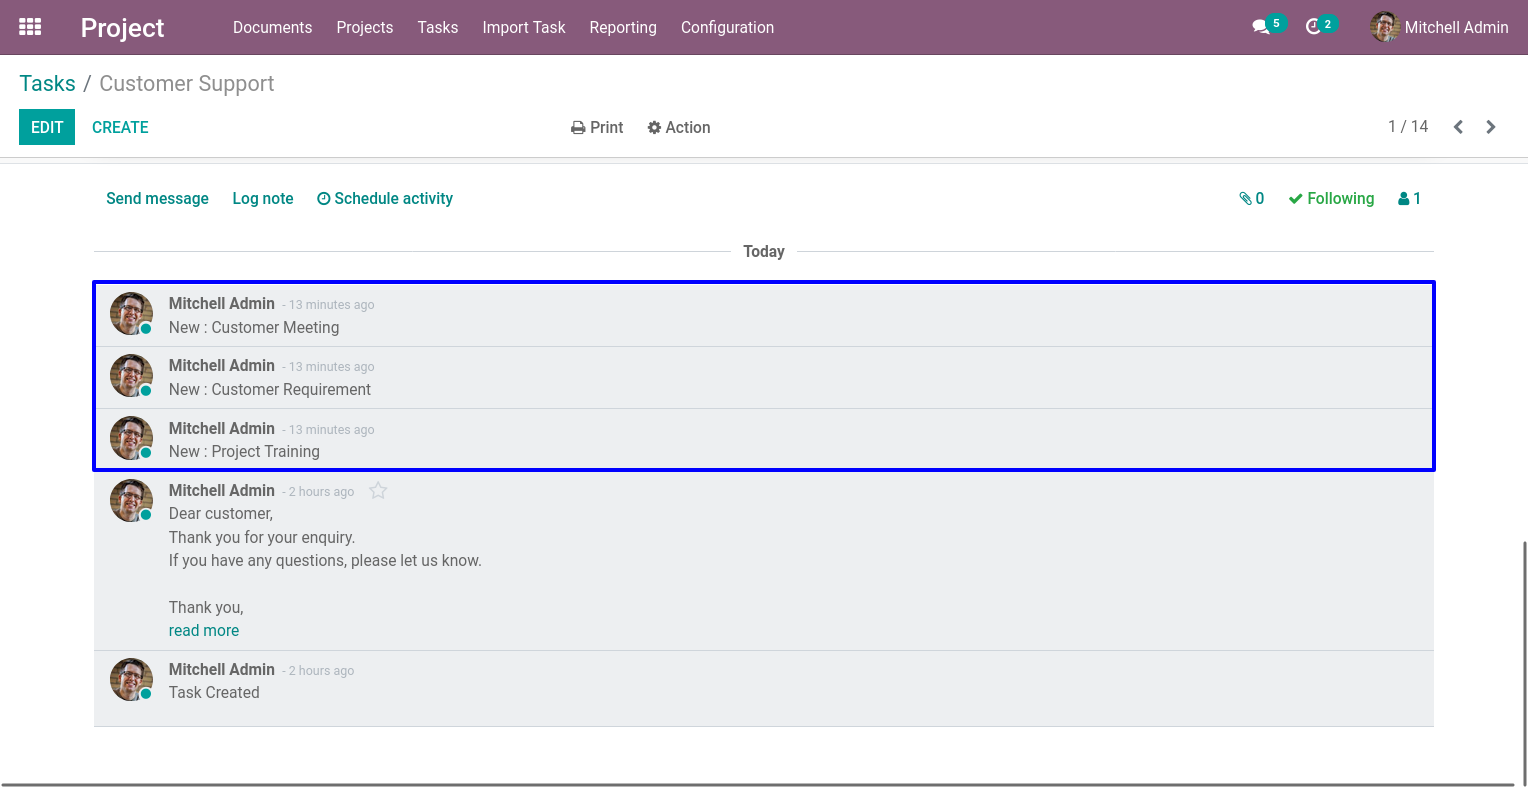 Project Documents Projects Tasks Import Task Reporting Configuration 5 2 Mitchell Admin
Tasks / Customer Support
EDIT CREATE Print Action 1 / 14
Send message Log note Schedule activity 0 Following 1
Today
Mitchell Admin - 13 minutes ago
New : Customer Meeting
Mitchell Admin - 13 minutes ago
New : Customer Requirement
Mitchell Admin - 13 minutes ago
New : Project Training
Mitchell Admin - 2 hours ago
Dear customer,
Thank you for your enquiry.
If you have any questions, please let us know.
Thank you,
read more
Mitchell Admin - 2 hours ago
Task Created